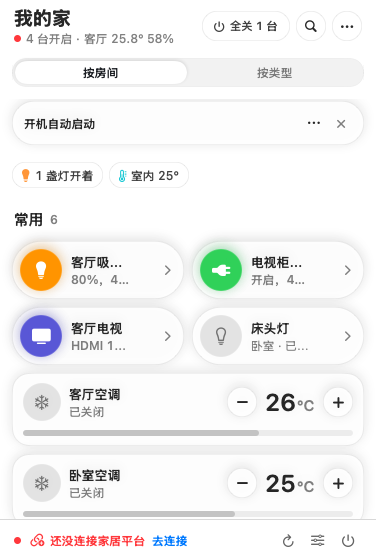 我的家
4 台开启 · 客厅 25.8° 58%
全关 1 台
按房间
按类型
开机自动启动
1 盏灯开着
室内 25°
常用 6
客厅吸...
80%，4...
电视柜...
开启，4...
客厅电视
HDMI 1...
床头灯
卧室 · 已...
客厅空调
已关闭
26°C
卧室空调
已关闭
25°C
还没连接家居平台 去连接